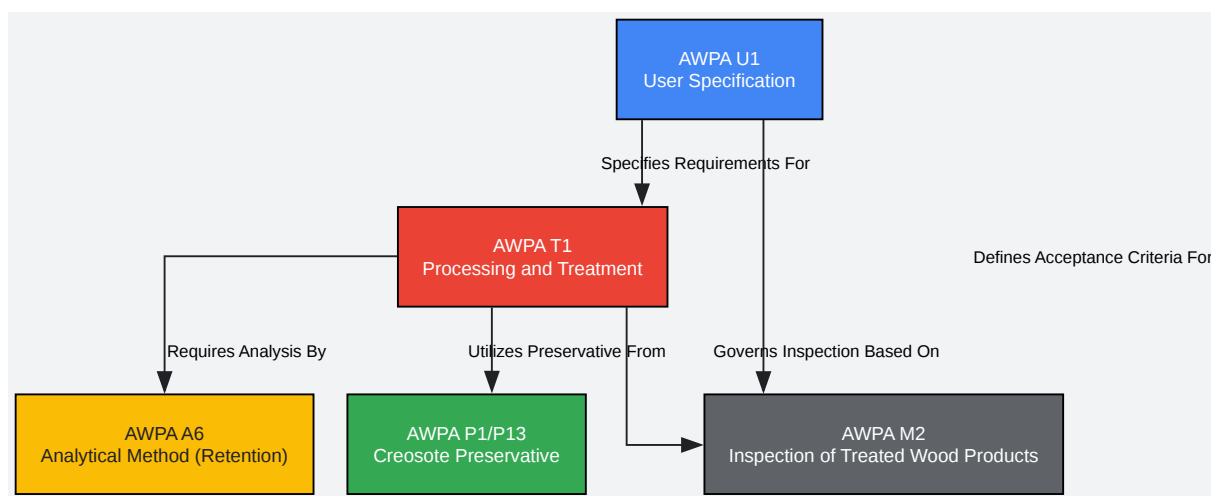 AWPA U1
User Specification
Specifies Requirements For
AWPA T1
Processing and Treatment
Defines Acceptance Criteria For
Requires Analysis By
Utilizes Preservative From
Governs Inspection Based On
AWPA A6
Analytical Method (Retention)
AWPA P1/P13
Creosote Preservative
AWPA M2
Inspection of Treated Wood Products